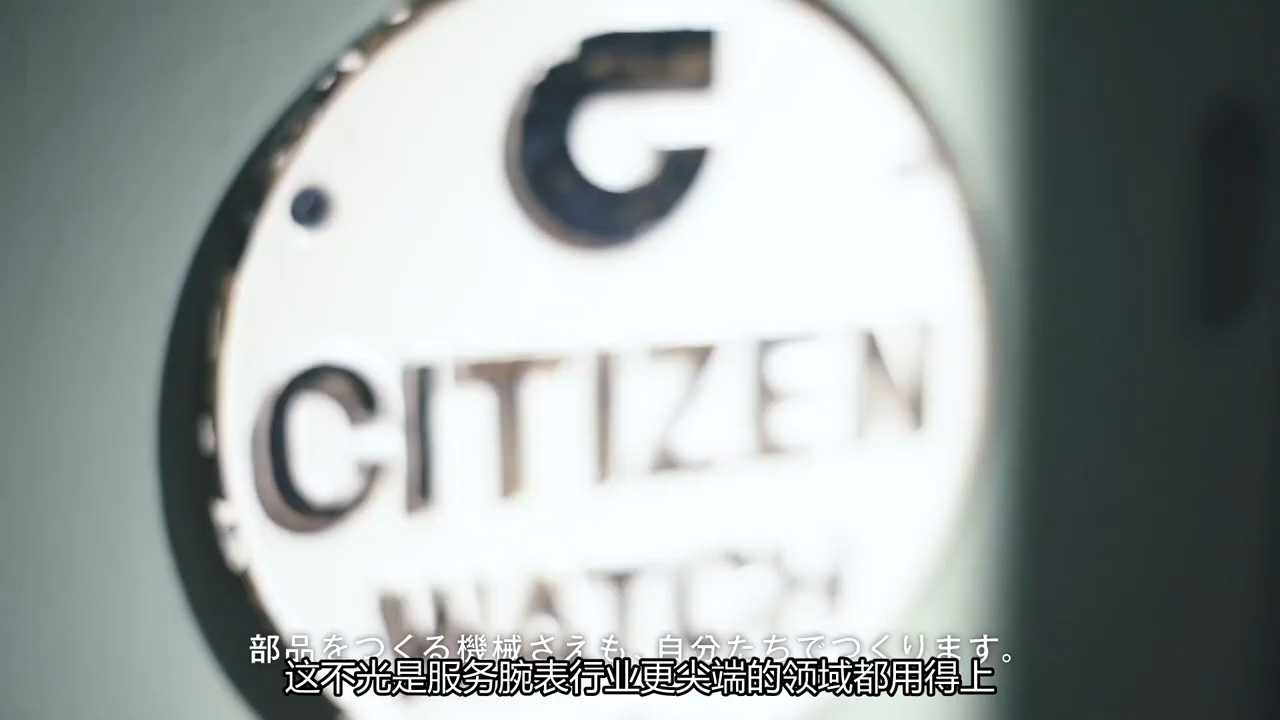 CITIZEN
WATCH
部品をつくる機械さえも、自分たちでつくります。
这不光是服务腕表行业更尖端的领域都用得上